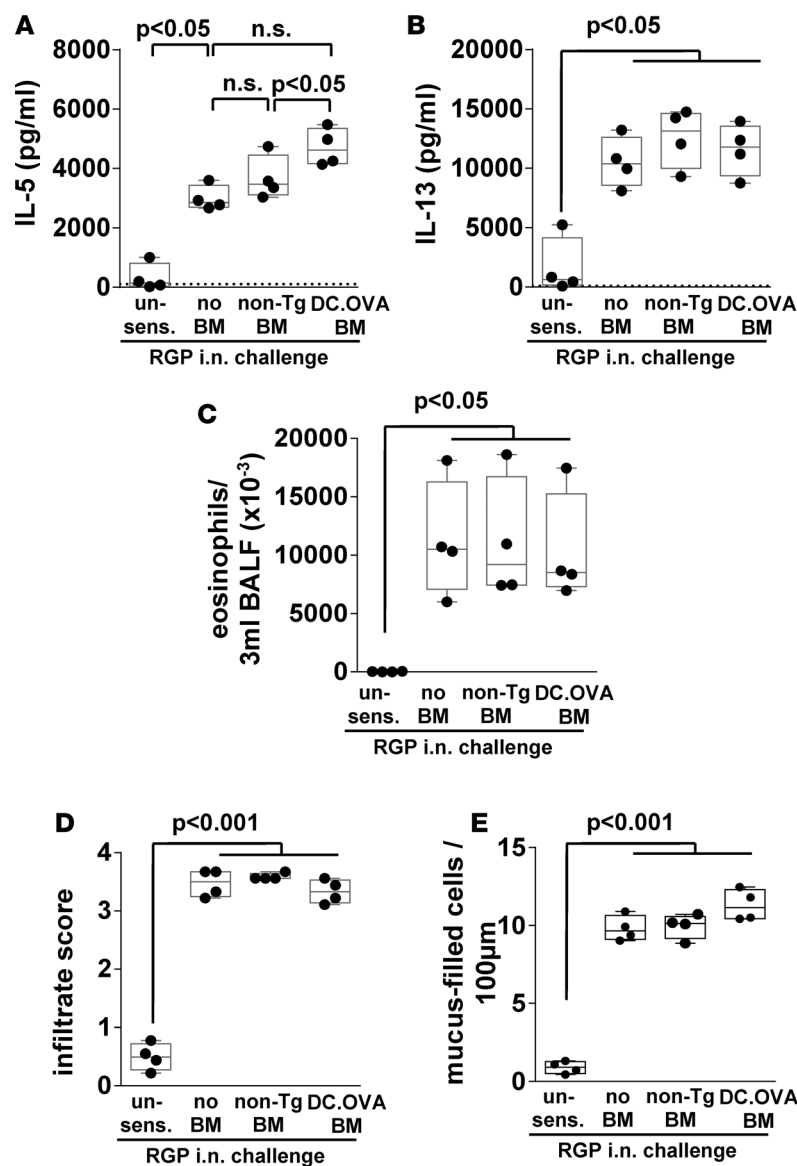 A
p<0.05
n.s.
n.s.
p<0.05
IL-5 (pg/ml)
8000
6000
4000
2000
0
un-
sens.
no
BM
non-Tg
BM
DC.OVA
BM
RGP i.n. challenge
B
p<0.05
IL-13 (pg/ml)
20000
15000
10000
5000
0
un-
sens.
no
BM
non-Tg
BM
DC.OVA
BM
RGP i.n. challenge
C
p<0.05
eosinophils/
3ml BALF (x10⁻³)
20000
15000
10000
5000
0
un-
sens.
no
BM
non-Tg
BM
DC.OVA
BM
RGP i.n. challenge
D
p<0.001
infiltrate score
4
3
2
1
0
un-
sens.
no
BM
non-Tg
BM
DC.OVA
BM
RGP i.n. challenge
E
p<0.001
mucus-filled cells /
100µm
15
10
5
0
un-
sens.
no
BM
non-Tg
BM
DC.OVA
BM
RGP i.n. challenge